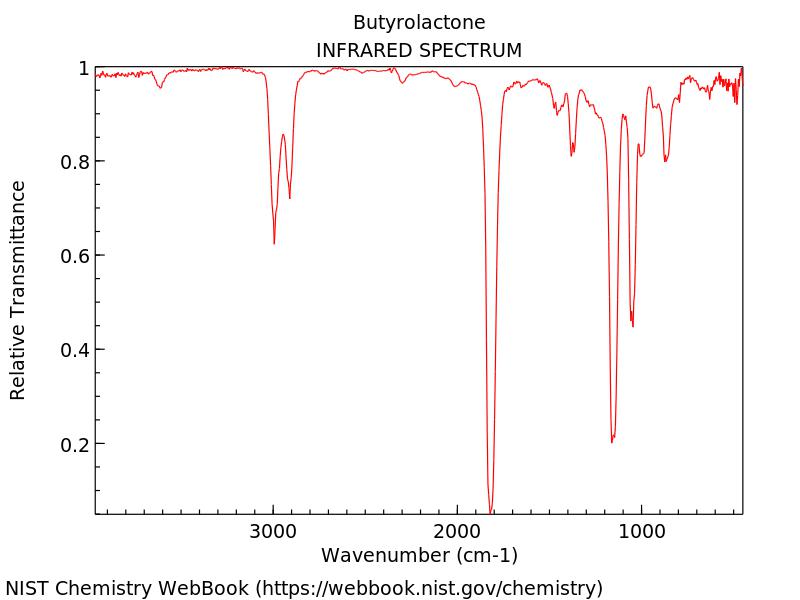 Butyrolactone
INFRARED SPECTRUM
1
0.8
0.6
0.4
0.2
Relative Transmittance
3000 2000 1000
Wavenumber (cm-1)
NIST Chemistry WebBook (https://webbook.nist.gov/chemistry)